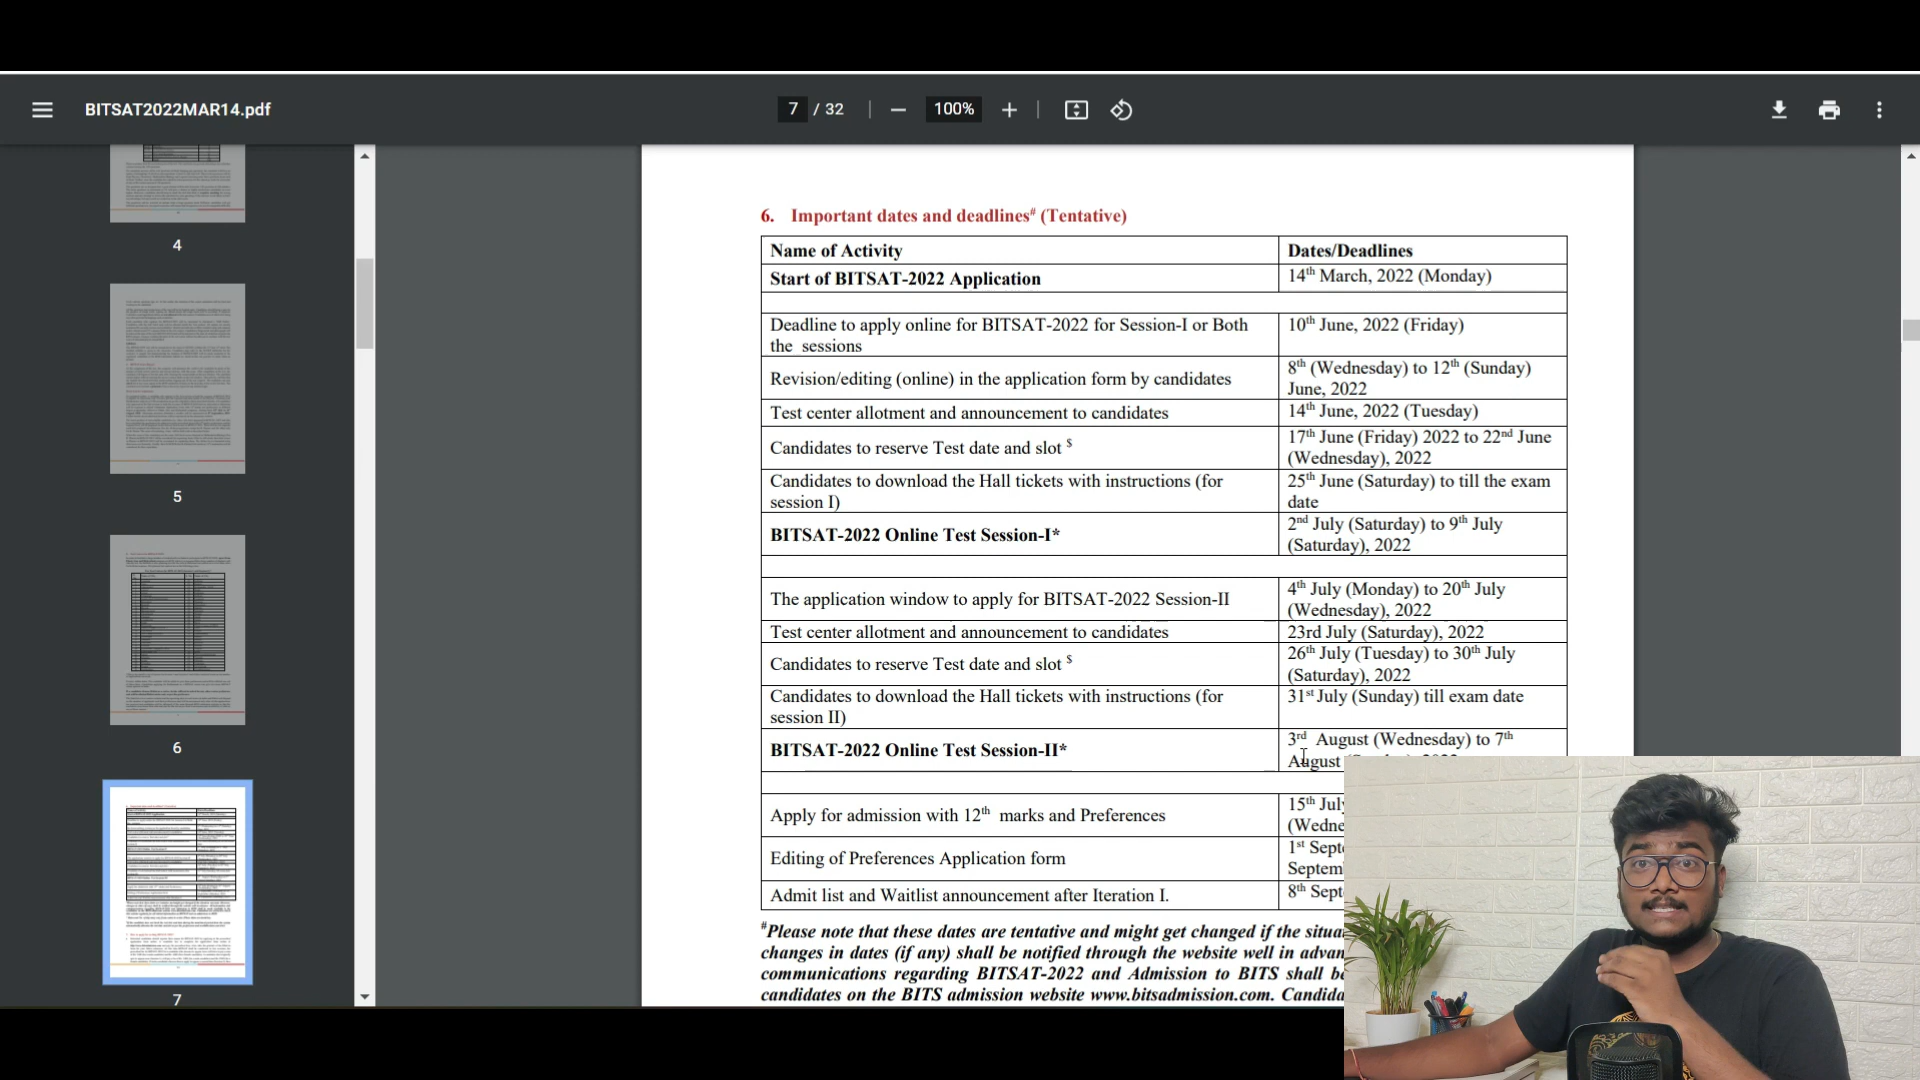 BITSAT2022MAR14.pdf
7 / 32
100%
4
5
6
7
6. Important dates and deadlines# (Tentative)
Name of Activity Dates/Deadlines
Start of BITSAT-2022 Application 14th March, 2022 (Monday)
Deadline to apply online for BITSAT-2022 for Session-I or Both 10th June, 2022 (Friday)
the sessions
Revision/editing (online) in the application form by candidates 8th (Wednesday) to 12th (Sunday)
June, 2022
Test center allotment and announcement to candidates 14th June, 2022 (Tuesday)
Candidates to reserve Test date and slot $ 17th June (Friday) 2022 to 22nd June
(Wednesday), 2022
Candidates to download the Hall tickets with instructions (for 25th June (Saturday) to till the exam
session I) date
BITSAT-2022 Online Test Session-I* 2nd July (Saturday) to 9th July
(Saturday), 2022
The application window to apply for BITSAT-2022 Session-II 4th July (Monday) to 20th July
(Wednesday), 2022
Test center allotment and announcement to candidates 23rd July (Saturday), 2022
Candidates to reserve Test date and slot $ 26th July (Tuesday) to 30th July
(Saturday), 2022
Candidates to download the Hall tickets with instructions (for 31st July (Sunday) till exam date
session II)
BITSAT-2022 Online Test Session-II* 3rd August (Wednesday) to 7th
August
Apply for admission with 12th marks and Preferences 15th July
(Wedne
Editing of Preferences Application form 1st Septe
Septem
Admit list and Waitlist announcement after Iteration I. 8th Sept
#Please note that these dates are tentative and might get changed if the situa
changes in dates (if any) shall be notified through the website well in advan
communications regarding BITSAT-2022 and Admission to BITS shall be
candidates on the BITS admission website www.bitsadmission.com. Candida